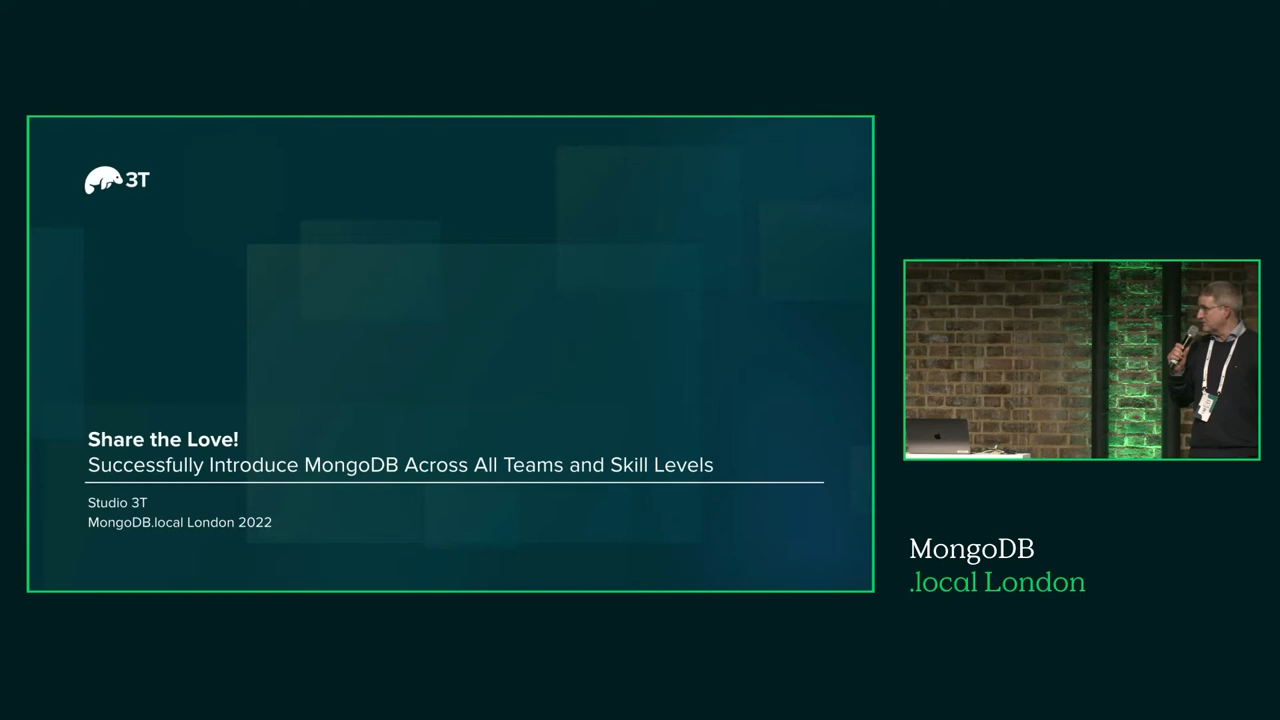 3T
Share the Love!
Successfully Introduce MongoDB Across All Teams and Skill Levels
Studio 3T
MongoDB.local London 2022
MongoDB
.local London